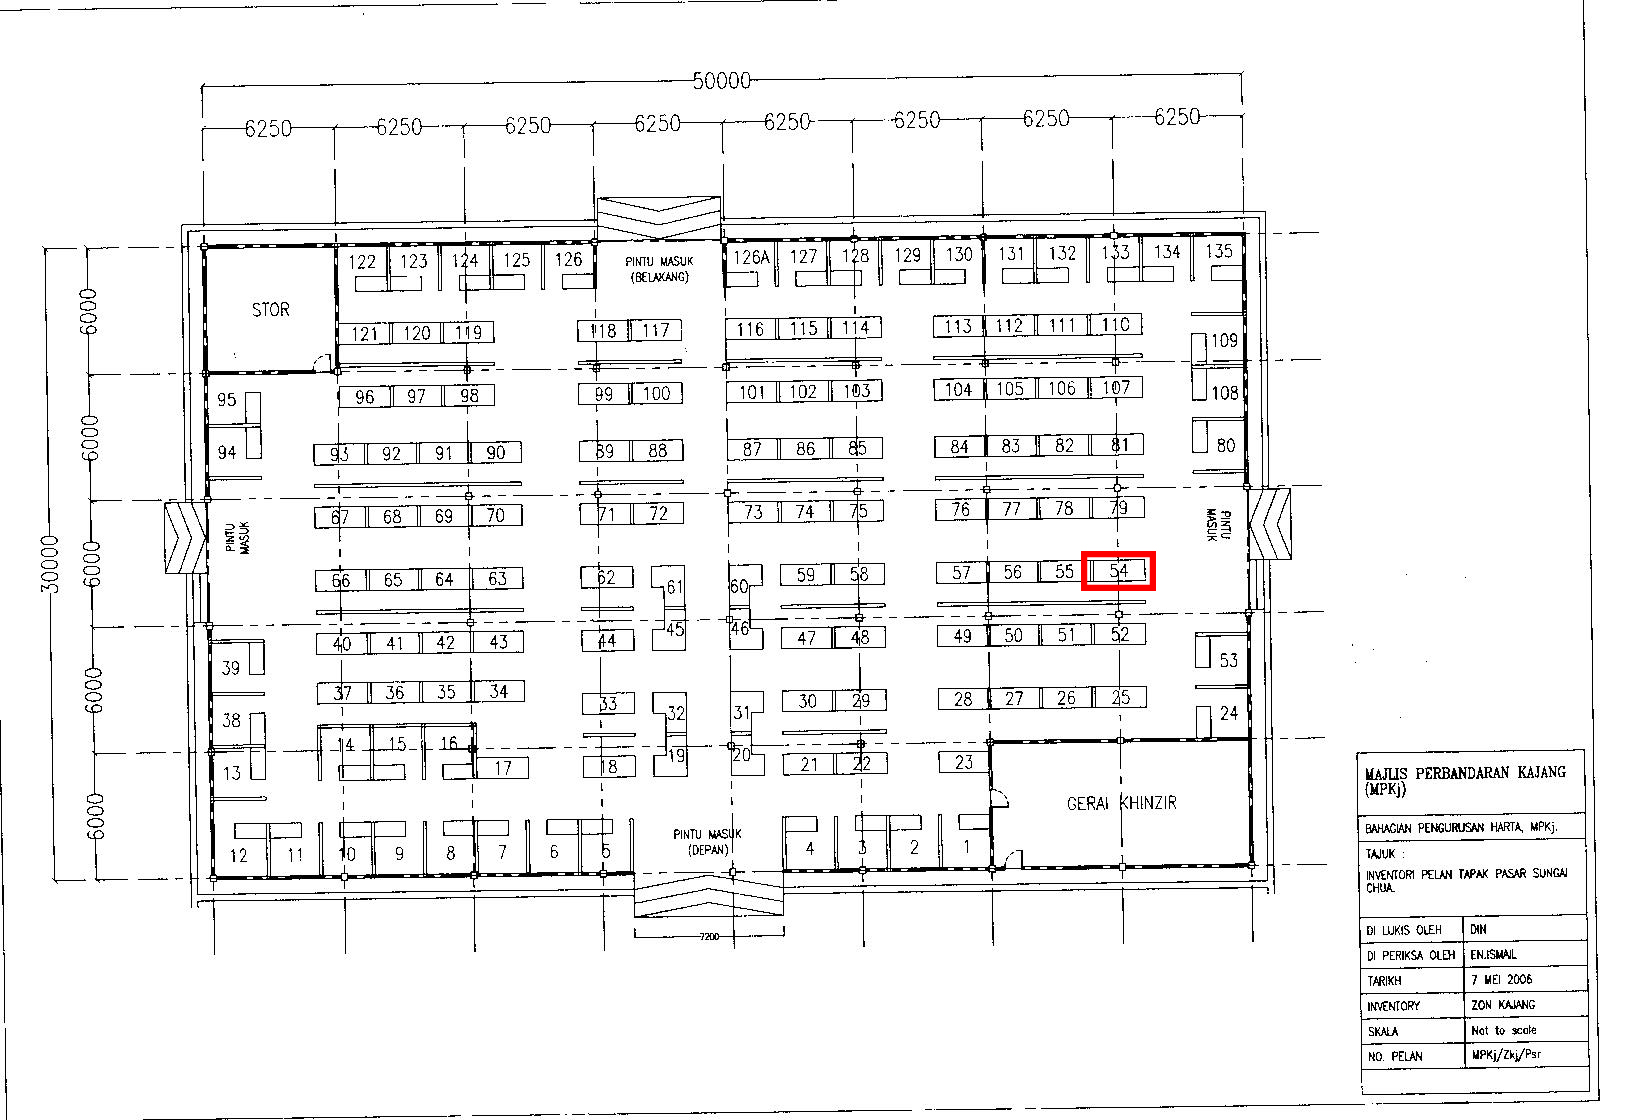 50000
6250 6250 6250 6250 6250 6250 6250 6250
122 123 124 125 126 PINTU MASUK 126A 127 128 129 130 131 132 133 134 135
(BELAKANG)
6000 STOR
121 120 119 118 117 116 115 114 113 112 111 110
109
95 96 97 98 99 100 101 102 103 104 105 106 107 108
6000
94 93 92 91 90 89 88 87 86 85 84 83 82 81 80
67 68 69 70 71 72 73 74 75 76 77 78 79
PINTU MASUK
PINTU MASUK
30000
6000
66 65 64 63 62 61 60 59 58 57 56 55 54
40 41 42 43 44 45 46 47 48 49 50 51 52
39 53
6000
37 36 35 34 33 32 31 30 29 28 27 26 25
38 24
14 15 16
13 17 18 19 20 21 22 23
6000
GERAI KHINZIR
PINTU MASUK
(DEPAN)
12 11 10 9 8 7 6 5 4 3 2 1
7200
MAJLIS PERBANDARAN KAJANG
(MPKj)
BAHAGIAN PENGURUSAN HARTA, MPKj.
TAJUK :
INVENTORI PELAN TAPAK PASAR SUNGAI
CHUA.
DI LUKIS OLEH DIN
DI PERIKSA OLEH EN.ISMAIL
TARIKH 7 MEI 2006
INVENTORY ZON KAJANG
SKALA Not to scale
NO. PELAN MPKj/Zkj/Psr